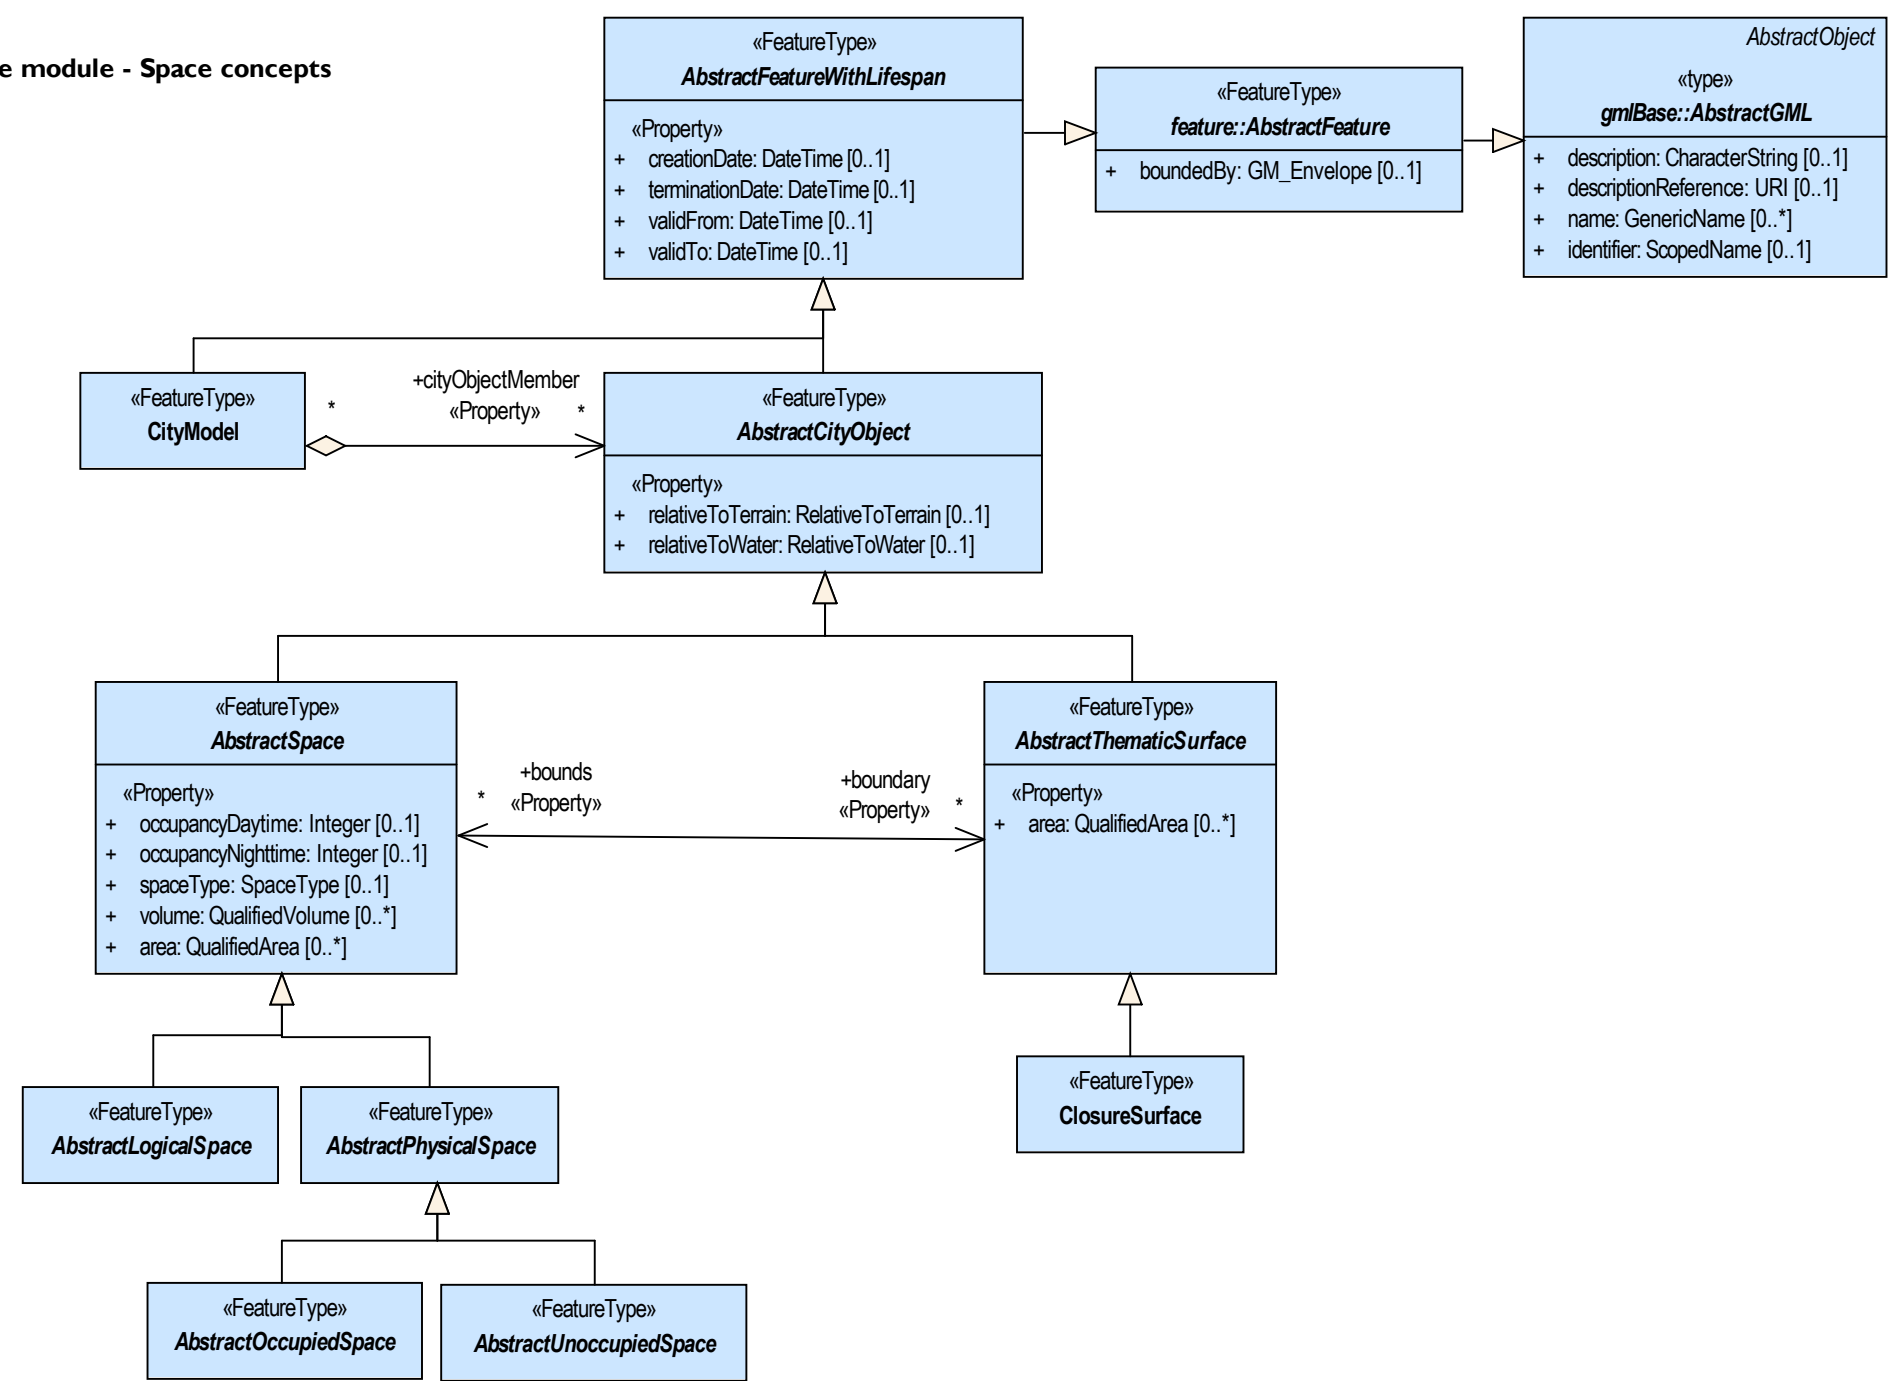 e module - Space concepts
«FeatureType»
AbstractFeatureWithLifespan
«Property»
+ creationDate: DateTime [0..1]
+ terminationDate: DateTime [0..1]
+ validFrom: DateTime [0..1]
+ validTo: DateTime [0..1]
«FeatureType»
feature::AbstractFeature
+ boundedBy: GM_Envelope [0..1]
AbstractObject
«type»
gmlBase::AbstractGML
+ description: CharacterString [0..1]
+ descriptionReference: URI [0..1]
+ name: GenericName [0..*]
+ identifier: ScopedName [0..1]
«FeatureType»
CityModel
*
+cityObjectMember
«Property» *
«FeatureType»
AbstractCityObject
«Property»
+ relativeToTerrain: RelativeToTerrain [0..1]
+ relativeToWater: RelativeToWater [0..1]
«FeatureType»
AbstractSpace
«Property»
+ occupancyDaytime: Integer [0..1]
+ occupancyNighttime: Integer [0..1]
+ spaceType: SpaceType [0..1]
+ volume: QualifiedVolume [0..*]
+ area: QualifiedArea [0..*]
+bounds
* «Property»
+boundary
«Property» *
«FeatureType»
AbstractThematicSurface
«Property»
+ area: QualifiedArea [0..*]
«FeatureType»
AbstractLogicalSpace
«FeatureType»
AbstractPhysicalSpace
«FeatureType»
ClosureSurface
«FeatureType»
AbstractOccupiedSpace
«FeatureType»
AbstractUnoccupiedSpace